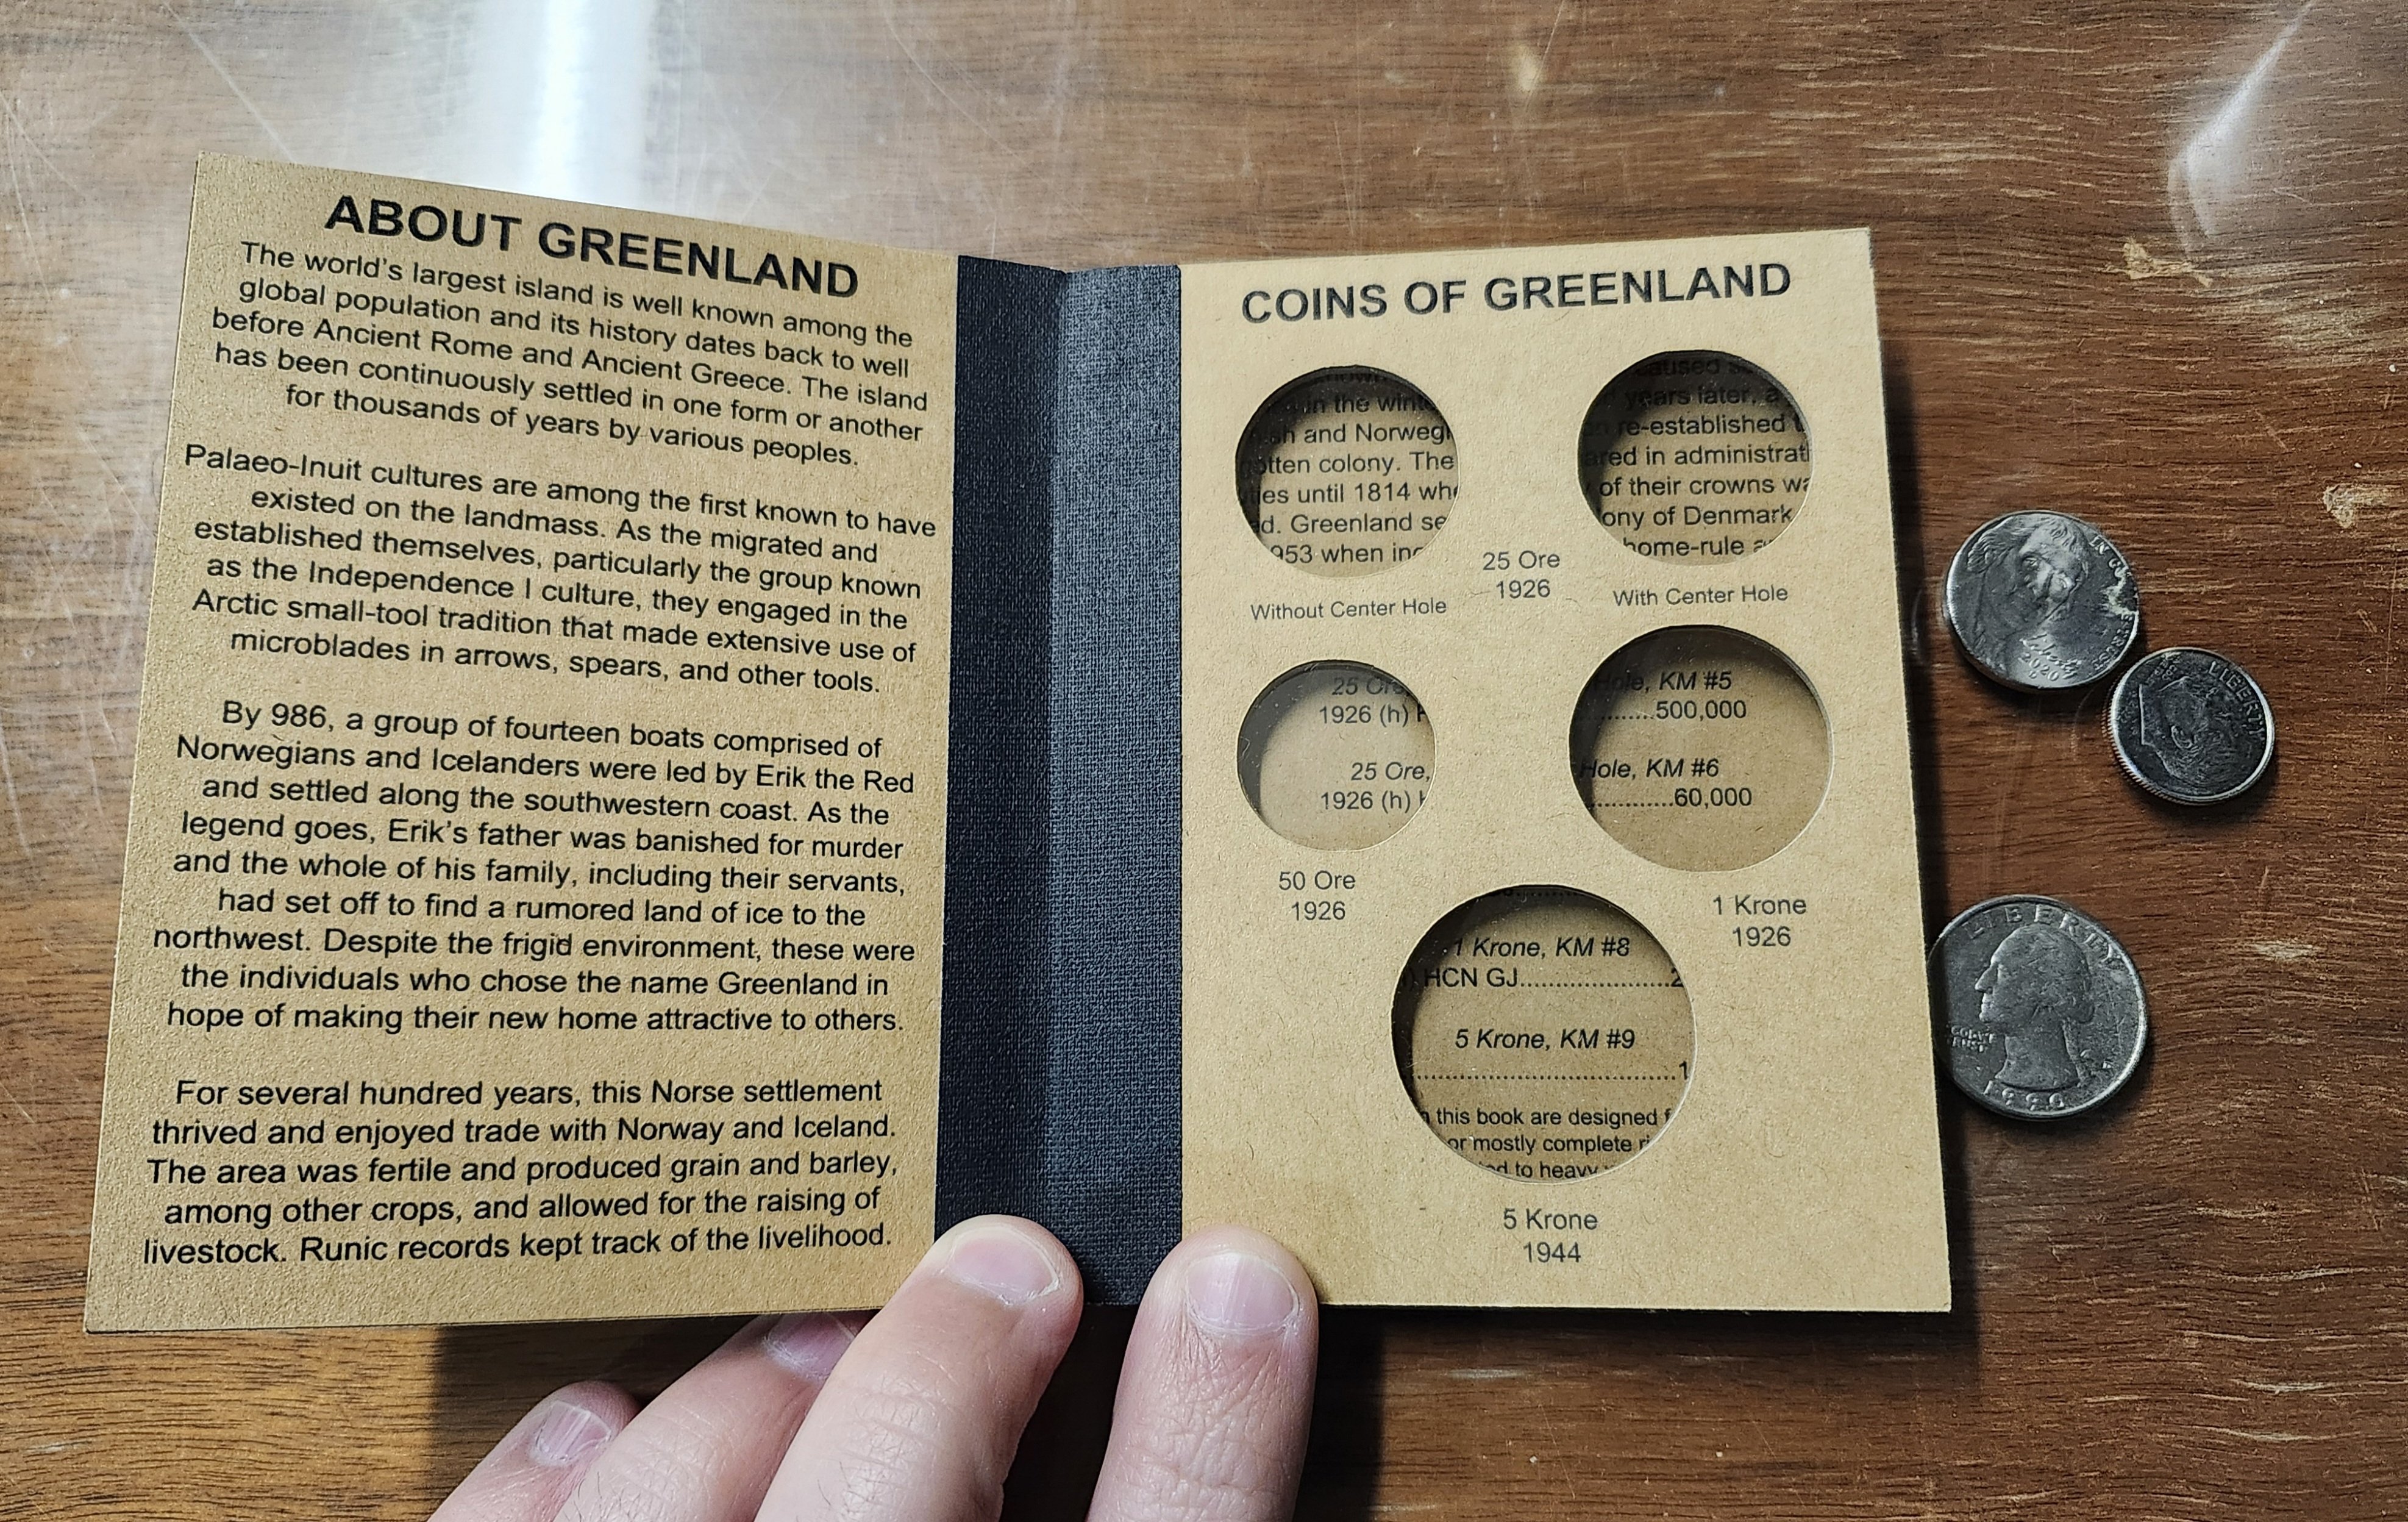 ABOUT GREENLAND
The world's largest island is well known among the
global population and its history dates back to well
before Ancient Rome and Ancient Greece. The island
has been continuously settled in one form or another
for thousands of years by various peoples.
Palaeo-Inuit cultures are among the first known to have
existed on the landmass. As the migrated and
established themselves, particularly the group known
as the Independence I culture, they engaged in the
Arctic small-tool tradition that made extensive use of
microblades in arrows, spears, and other tools.
By 986, a group of fourteen boats comprised of
Norwegians and Icelanders were led by Erik the Red
and settled along the southwestern coast. As the
legend goes, Erik's father was banished for murder
and the whole of his family, including their servants,
had set off to find a rumored land of ice to the
northwest. Despite the frigid environment, these were
the individuals who chose the name Greenland in
hope of making their new home attractive to others.
For several hundred years, this Norse settlement
thrived and enjoyed trade with Norway and Iceland.
The area was fertile and produced grain and barley,
among other crops, and allowed for the raising of
livestock. Runic records kept track of the livelihood.
COINS OF GREENLAND
in the
and
colony. The
until 1814
Greenland
when
years later, a
re-established
in administrat
of their crowns
of Denmark
home-rule
25 Ore
1926
Without Center Hole
With Center Hole
25 Ore,
1926 (h)
25 Ore,
1926 (h)
Hole, KM #5
500,000
Hole, KM #6
60,000
50 Ore
1926
1 Krone
1926
1 Krone, KM #8
HCN GJ
5 Krone, KM #9
this book are designed
or mostly complete
to heavy
5 Krone
1944
Liberty
2020
LIBERTY
LIBERTY